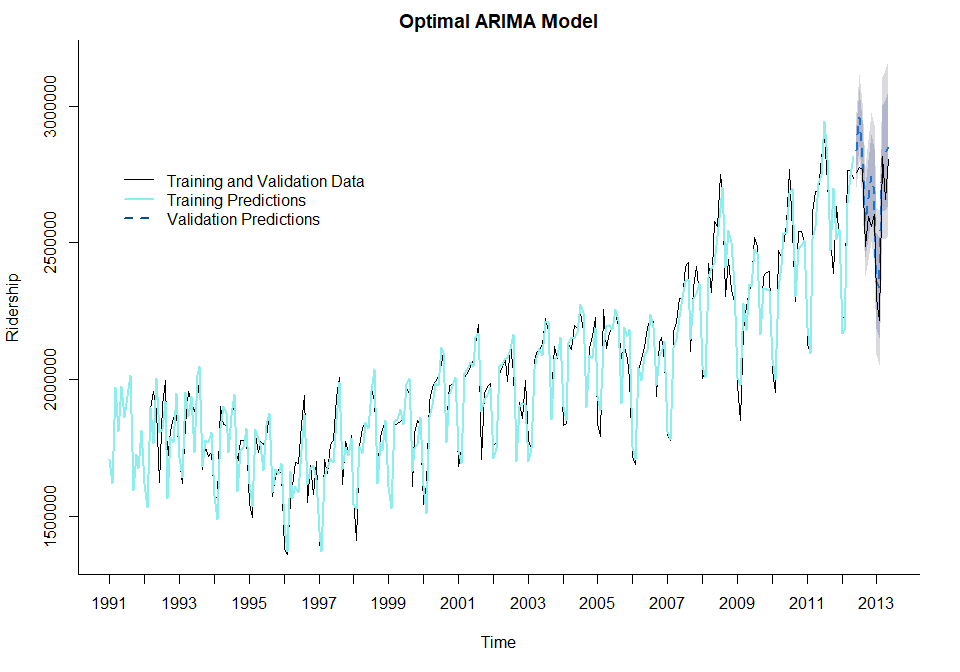 Optimal ARIMA Model
3000000
2500000
2000000
1500000
Ridership
Training and Validation Data
Training Predictions
Validation Predictions
1991 1993 1995 1997 1999 2001 2003 2005 2007 2009 2011 2013
Time